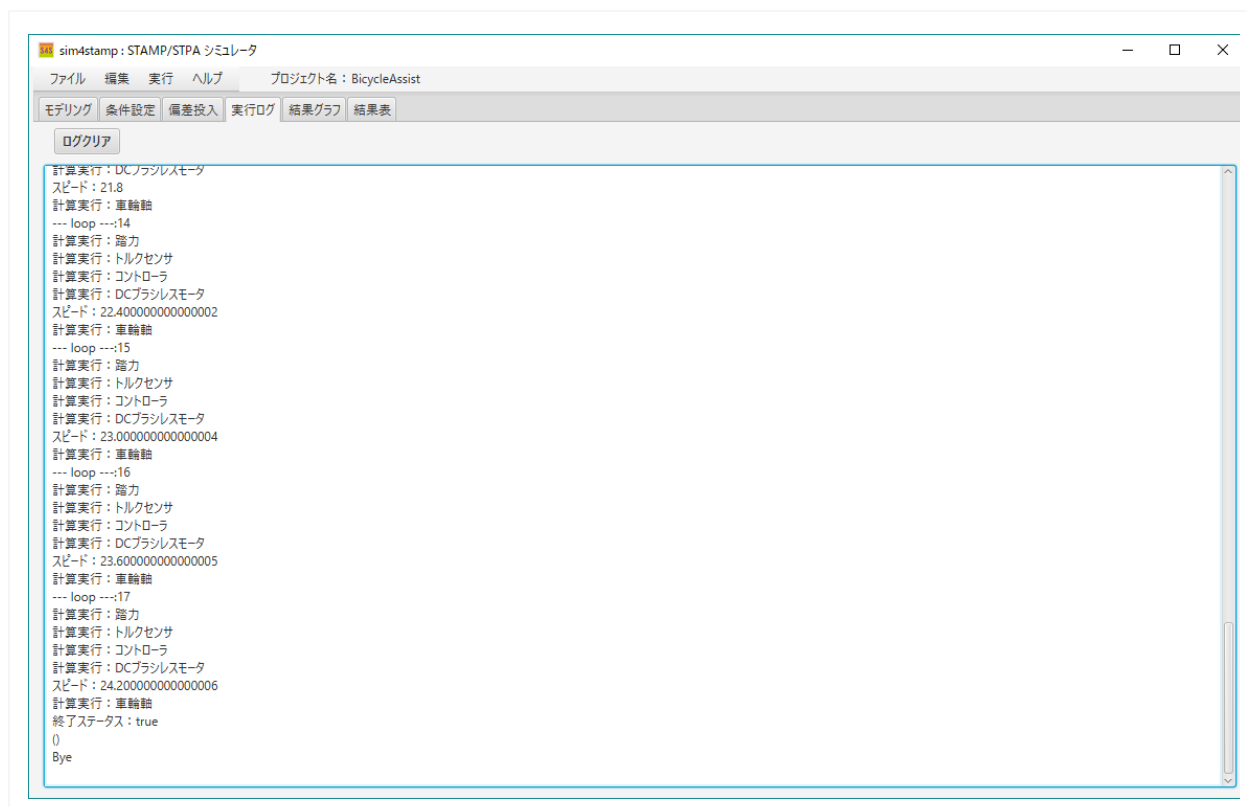 S4S sim4stamp : STAMP/STPA シミュレータ
ファイル 編集 実行 ヘルプ プロジェクト名：BicycleAssist
モデリング 条件設定 偏差投入 実行ログ 結果グラフ 結果表
ログクリア
計算実行：DCブラシレスモータ
スピード：21.8
計算実行：車輪軸
--- loop ---:14
計算実行：踏力
計算実行：トルクセンサ
計算実行：コントローラ
計算実行：DCブラシレスモータ
スピード：22.400000000000002
計算実行：車輪軸
--- loop ---:15
計算実行：踏力
計算実行：トルクセンサ
計算実行：コントローラ
計算実行：DCブラシレスモータ
スピード：23.000000000000004
計算実行：車輪軸
--- loop ---:16
計算実行：踏力
計算実行：トルクセンサ
計算実行：コントローラ
計算実行：DCブラシレスモータ
スピード：23.600000000000005
計算実行：車輪軸
--- loop ---:17
計算実行：踏力
計算実行：トルクセンサ
計算実行：コントローラ
計算実行：DCブラシレスモータ
スピード：24.200000000000006
計算実行：車輪軸
終了ステータス：true
()
Bye